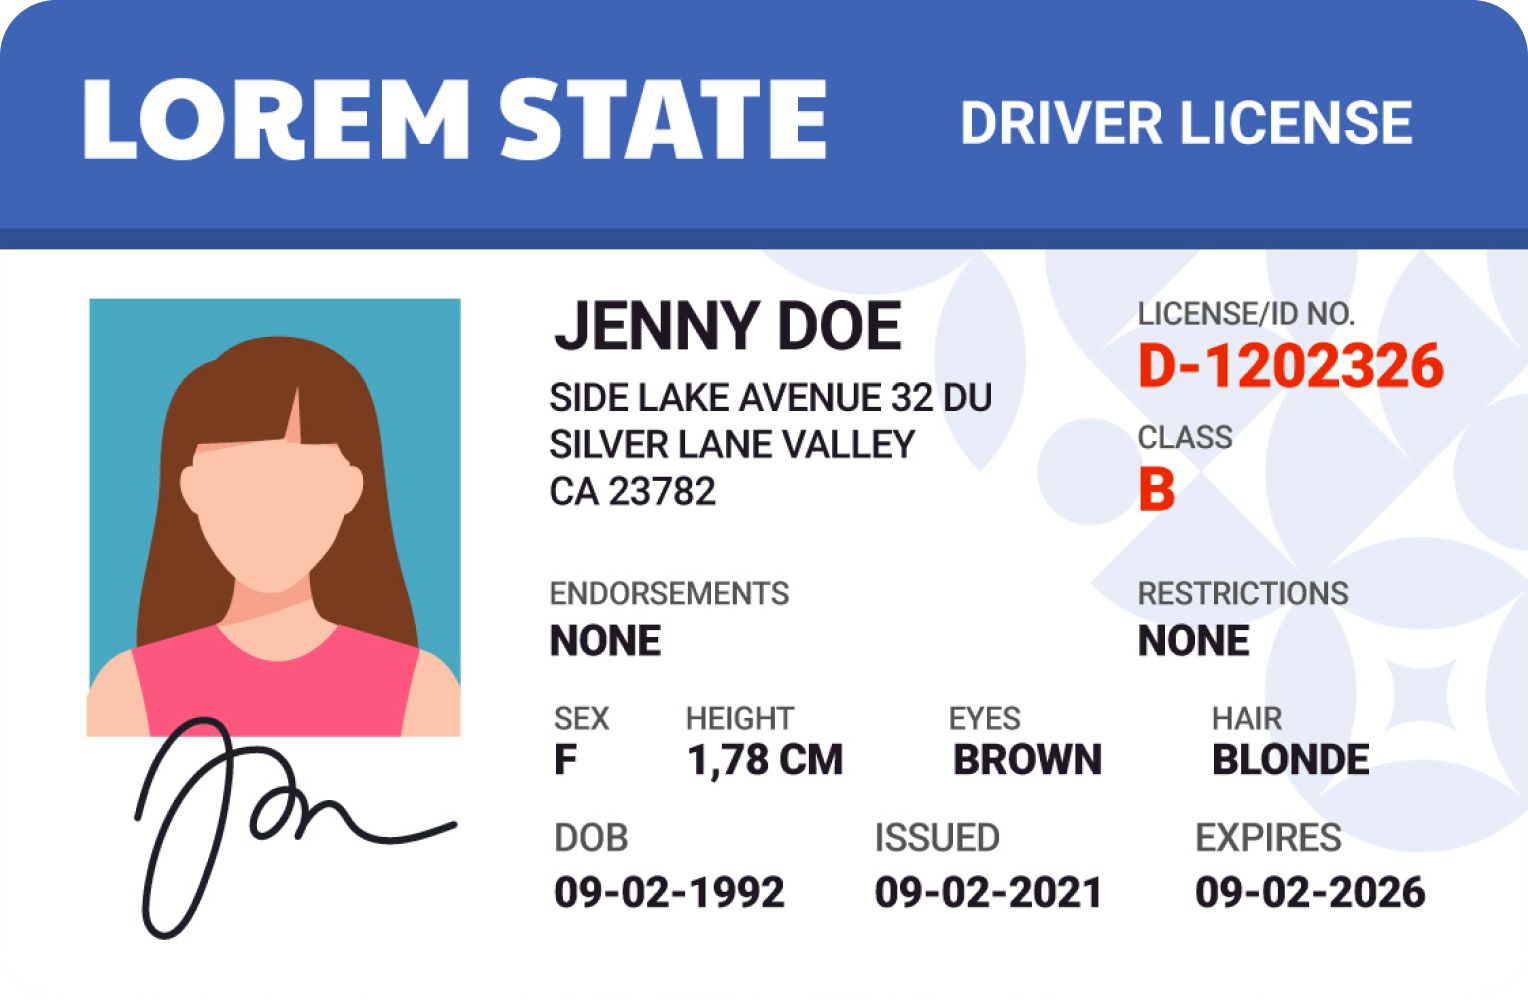 LOREM STATE
DRIVER LICENSE
JENNY DOE
SIDE LAKE AVENUE 32 DU
SILVER LANE VALLEY
CA 23782
LICENSE/ID NO.
D-1202326
CLASS
B
ENDORSEMENTS
NONE
RESTRICTIONS
NONE
SEX
F
HEIGHT
1,78 CM
EYES
BROWN
HAIR
BLONDE
DOB
09-02-1992
ISSUED
09-02-2021
EXPIRES
09-02-2026